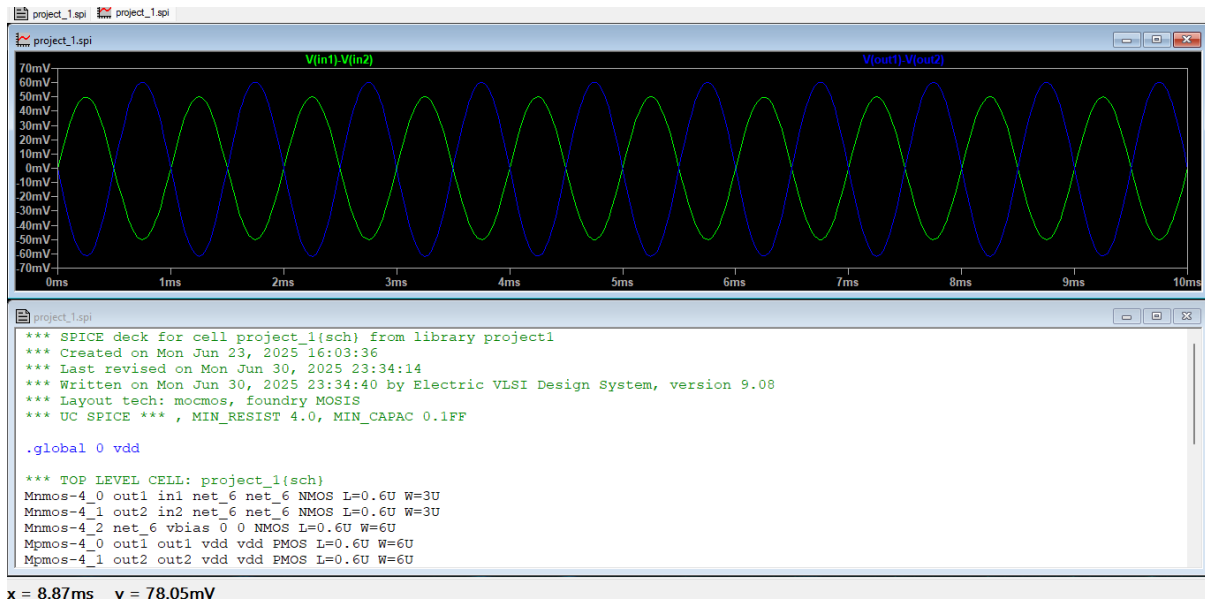 project_1.spi project_1.spi
project_1.spi
V(in1)-V(in2) V(out1)-V(out2)
70mV
60mV
50mV
40mV
30mV
20mV
10mV
0mV
-10mV
-20mV
-30mV
-40mV
-50mV
-60mV
-70mV
0ms 1ms 2ms 3ms 4ms 5ms 6ms 7ms 8ms 9ms 10ms
project_1.spi
*** SPICE deck for cell project_1{sch} from library project1
*** Created on Mon Jun 23, 2025 16:03:36
*** Last revised on Mon Jun 30, 2025 23:34:14
*** Written on Mon Jun 30, 2025 23:34:40 by Electric VLSI Design System, version 9.08
*** Layout tech: mocmos, foundry MOSIS
*** UC SPICE *** , MIN_RESIST 4.0, MIN_CAPAC 0.1FF
.global 0 vdd
*** TOP LEVEL CELL: project_1{sch}
Mnmos-4_0 out1 in1 net_6 net_6 NMOS L=0.6U W=3U
Mnmos-4_1 out2 in2 net_6 net_6 NMOS L=0.6U W=3U
Mnmos-4_2 net_6 vbias 0 0 NMOS L=0.6U W=6U
Mpmos-4_0 out1 out1 vdd vdd PMOS L=0.6U W=6U
Mpmos-4_1 out2 out2 vdd vdd PMOS L=0.6U W=6U
x = 8.87ms y = 78.05mV